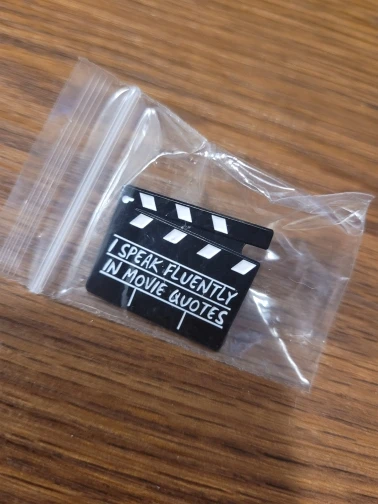 I SPEAK FLUENTLY
IN MOVIE QUOTES